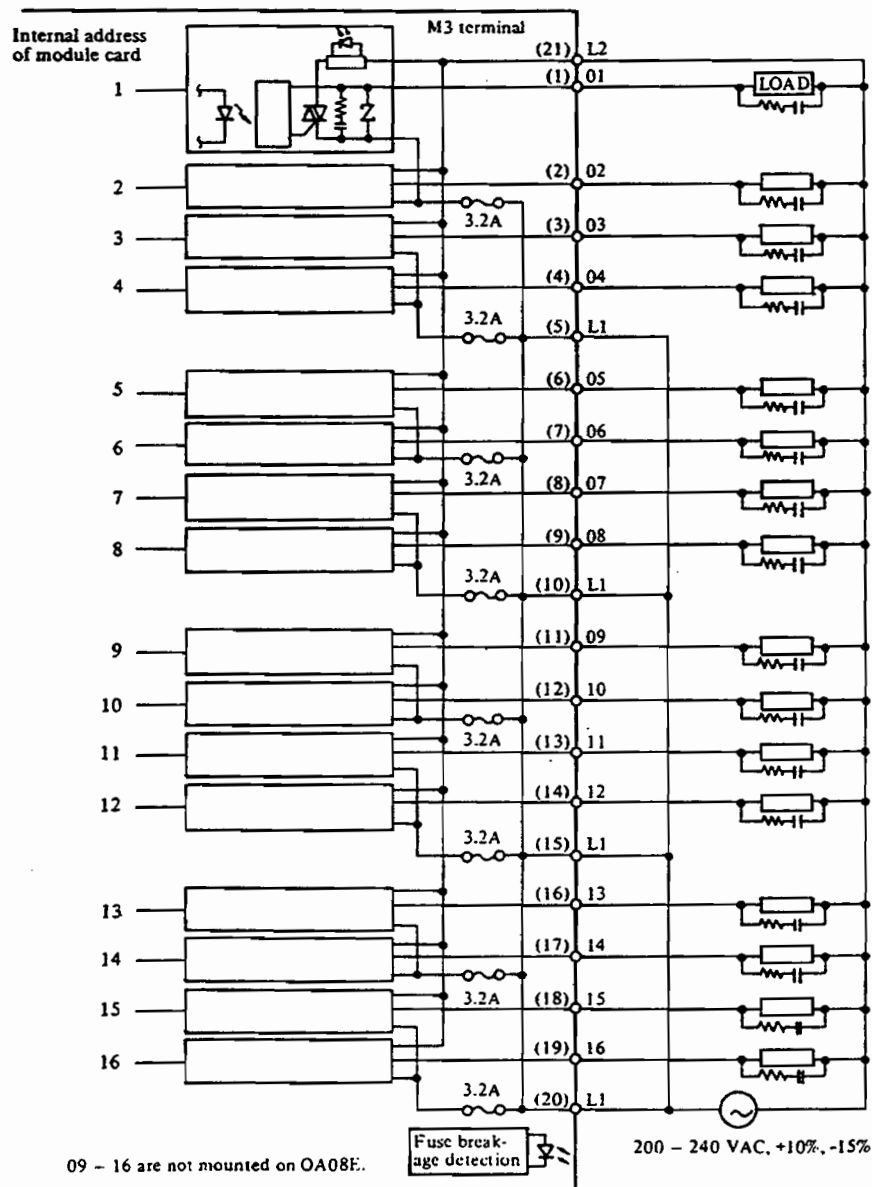 Internal address
of module card
M3 terminal
(21) L2
1
(1) 01
LOAD
2
(2) 02
3.2A
3
(3) 03
4
(4) 04
3.2A
(5) L1
5
(6) 05
6
(7) 06
3.2A
7
(8) 07
8
(9) 08
3.2A
(10) L1
9
(11) 09
10
(12) 10
3.2A
11
(13) 11
12
(14) 12
3.2A
(15) L1
13
(16) 13
14
(17) 14
3.2A
15
(18) 15
16
(19) 16
3.2A
(20) L1
Fuse break-
age detection
200 – 240 VAC, +10%, -15%
09 – 16 are not mounted on OA08E.